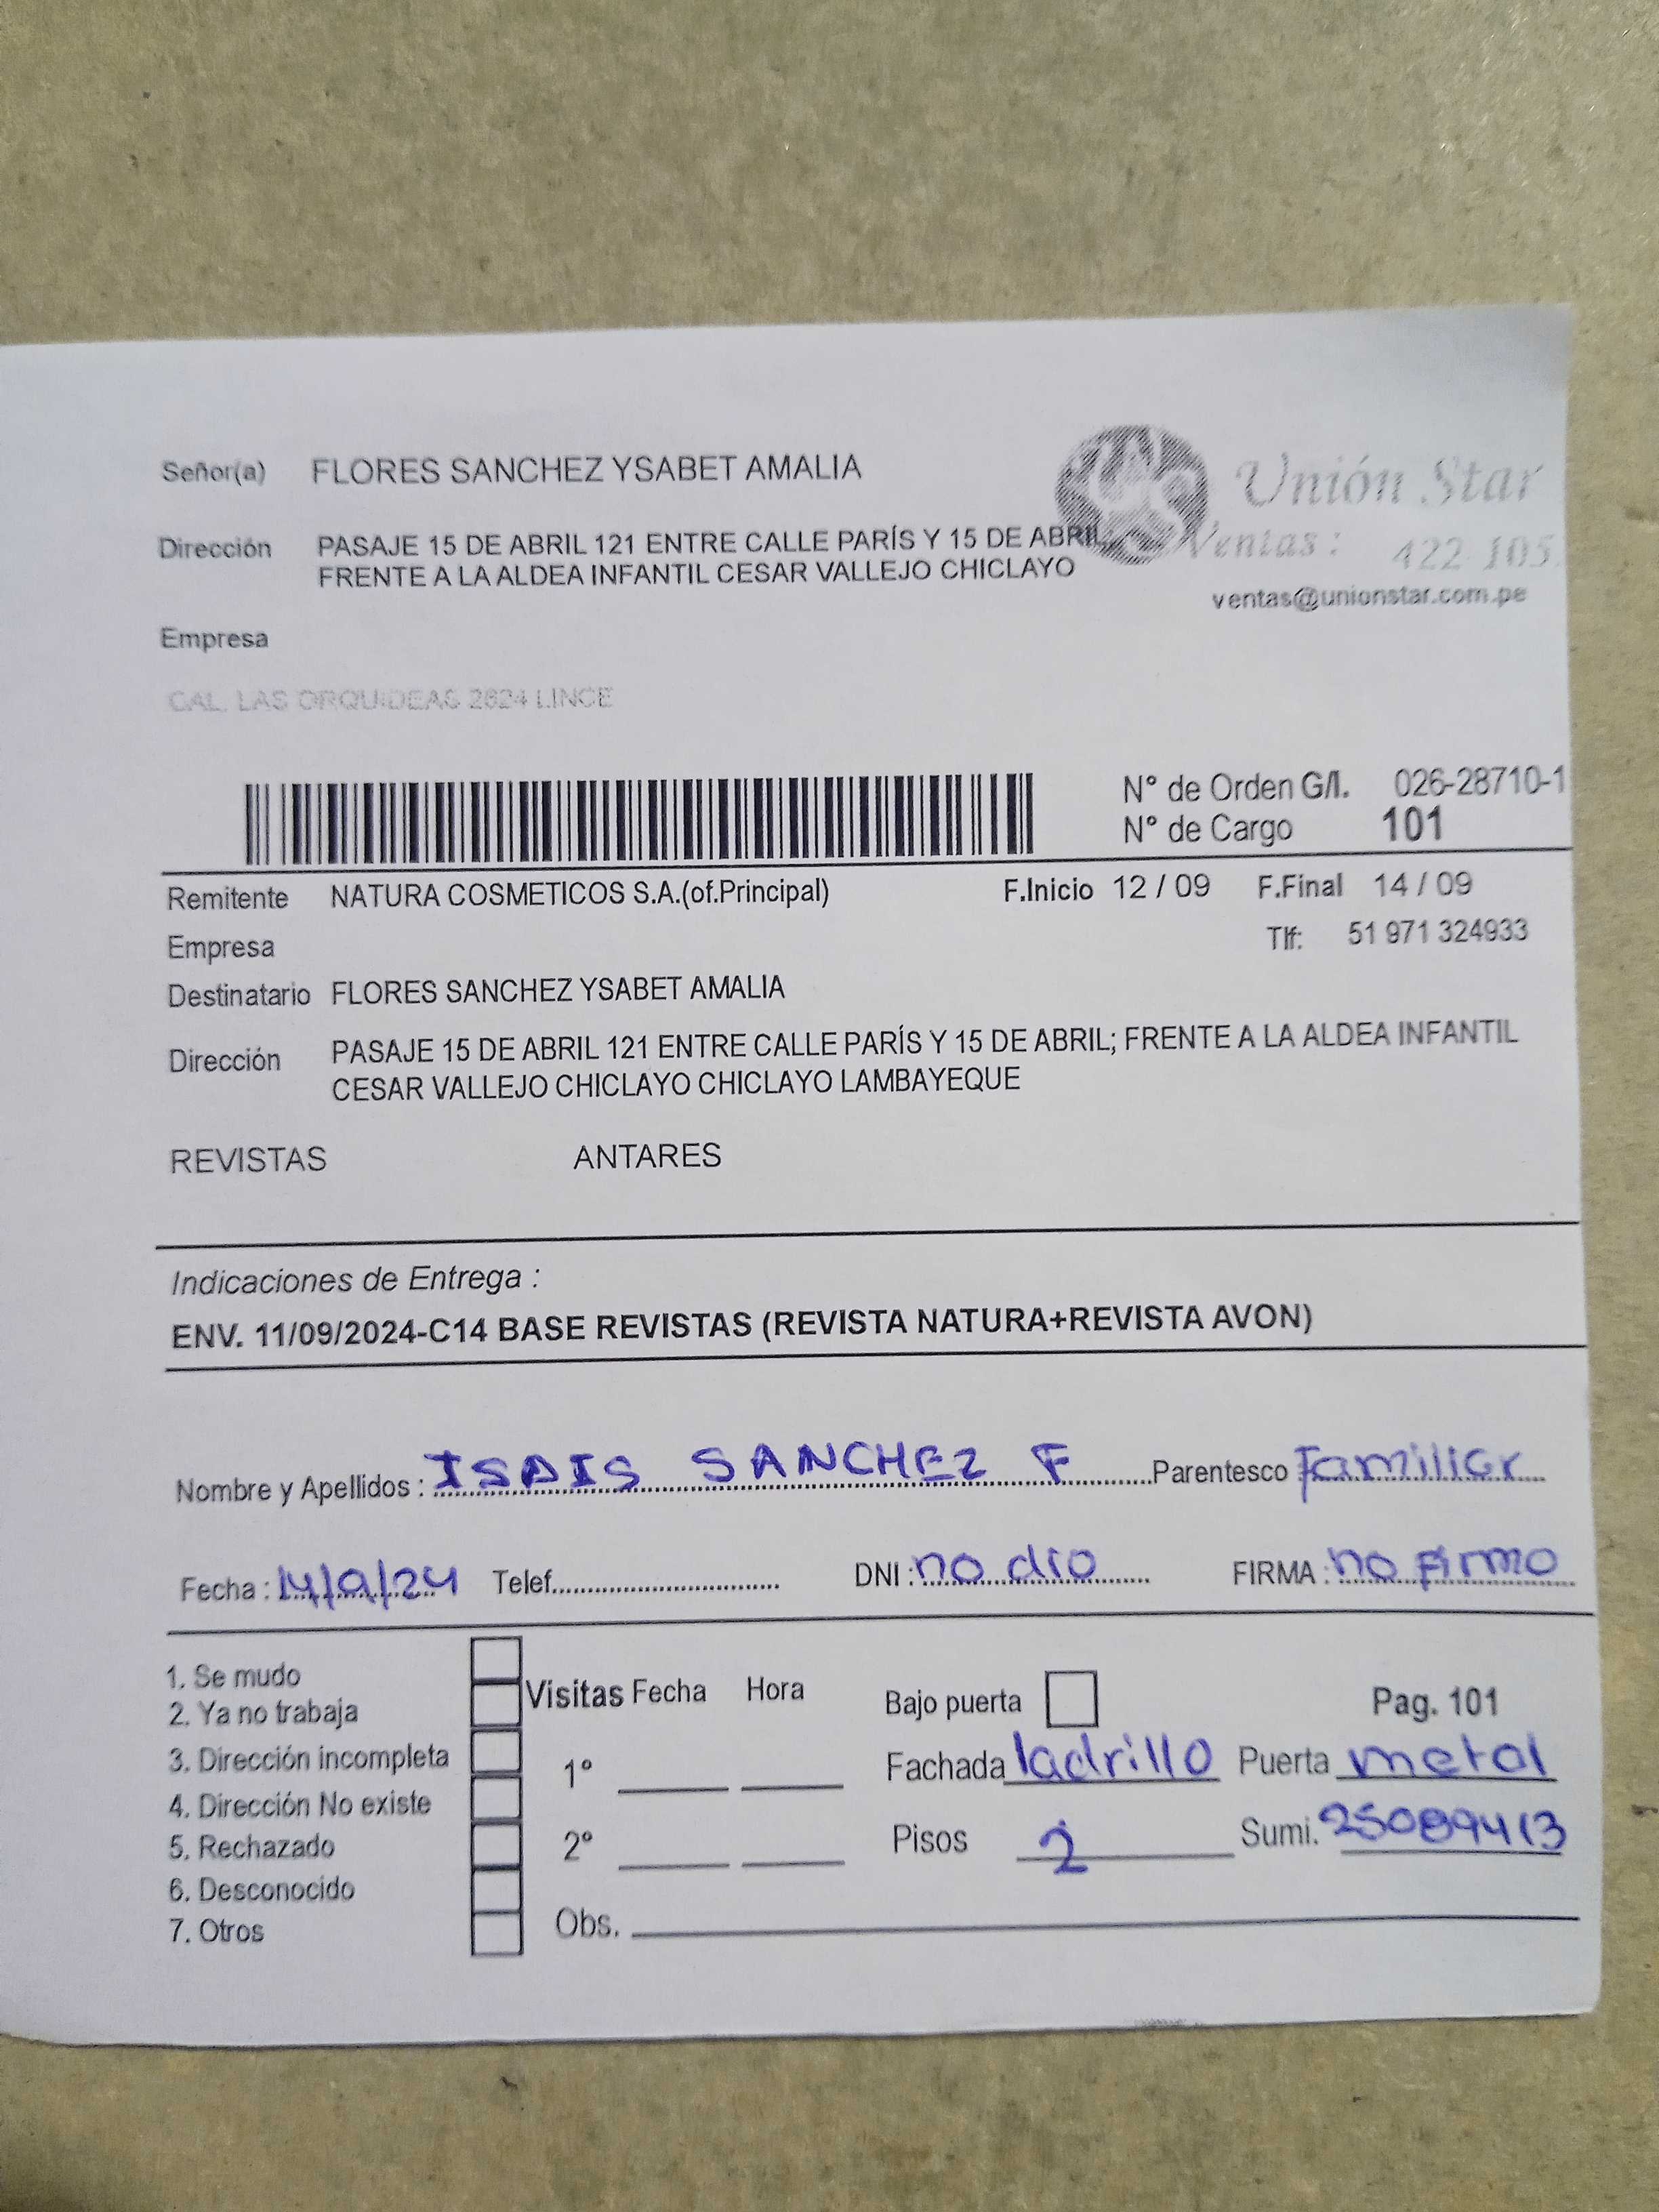 Señor(a) FLORES SANCHEZ YSABET AMALIA
Unión Star
Dirección PASAJE 15 DE ABRIL 121 ENTRE CALLE PARÍS Y 15 DE ABRIL;
FRENTE A LA ALDEA INFANTIL CESAR VALLEJO CHICLAYO
Ventas: 422 105
ventas@unionstar.com.pe
Empresa
CAL. LAS ORQUIDEAS 2624 LINCE
N° de Orden G/I. 026-28710-1
N° de Cargo 101
Remitente NATURA COSMETICOS S.A.(of.Principal) F.Inicio 12 / 09 F.Final 14 / 09
Empresa Tlf: 51 971 324933
Destinatario FLORES SANCHEZ YSABET AMALIA
Dirección PASAJE 15 DE ABRIL 121 ENTRE CALLE PARÍS Y 15 DE ABRIL; FRENTE A LA ALDEA INFANTIL
CESAR VALLEJO CHICLAYO CHICLAYO LAMBAYEQUE
REVISTAS ANTARES
Indicaciones de Entrega :
ENV. 11/09/2024-C14 BASE REVISTAS (REVISTA NATURA+REVISTA AVON)
Nombre y Apellidos : ISAIS SANCHEZ F Parentesco Familiar
Fecha : 14/9/24 Telef. DNI : no dio FIRMA : no firmo
1. Se mudo
2. Ya no trabaja
3. Dirección incompleta
4. Dirección No existe
5. Rechazado
6. Desconocido
7. Otros
Visitas Fecha Hora
1°
2°
Obs.
Bajo puerta Pag. 101
Fachada ladrillo Puerta metal
Pisos 2 Sumi. 25089413